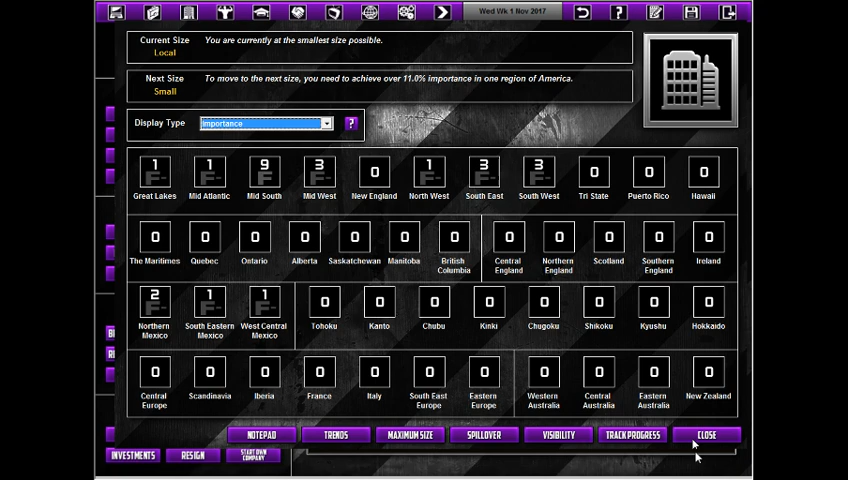 Wed Wk 1 Nov 2017
Current Size
You are currently at the smallest size possible.
Local
Next Size
To move to the next size, you need to achieve over 11.0% importance in one region of America.
Small
Display Type
Importance
?
1 1 9 3 0 1 3 3 0 0 0
F- F- F- F- F- F- F-
Great Lakes Mid Atlantic Mid South Mid West New England North West South East South West Tri State Puerto Rico Hawaii
0 0 0 0 0 0 0 0 0 0 0 0
The Maritimes Quebec Ontario Alberta Saskatchewan Manitoba British Columbia Central England Northern England Scotland Southern England Ireland
2 1 1 0 0 0 0 0 0 0 0
F- F- F-
Northern Mexico South Eastern Mexico West Central Mexico Tohoku Kanto Chubu Kinki Chugoku Shikoku Kyushu Hokkaido
0 0 0 0 0 0 0 0 0 0 0
Central Europe Scandinavia Iberia France Italy South East Europe Eastern Europe Western Australia Central Australia Eastern Australia New Zealand
NOTEPAD TRENDS MAXIMUM SIZE SPILLOVER VISIBILITY TRACK PROGRESS CLOSE
INVESTMENTS RESIGN START OWN COMPANY